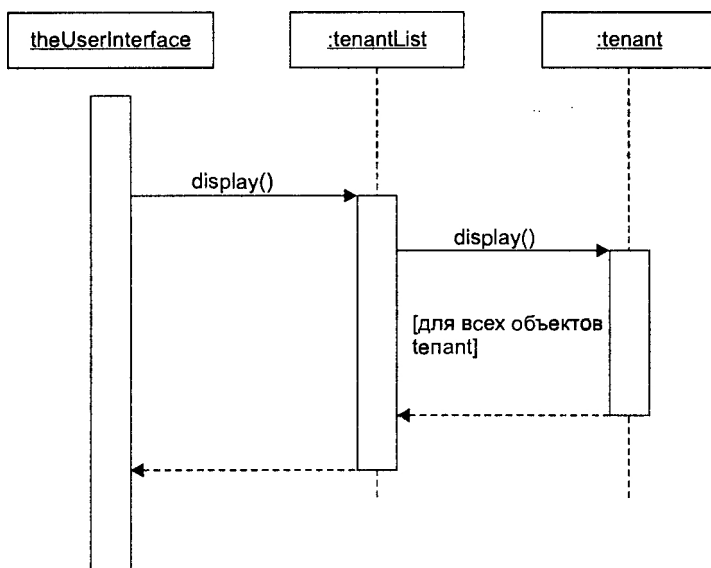 theUserInterface
:tenantList
:tenant
display()
display()
[для всех объектов
tenant]